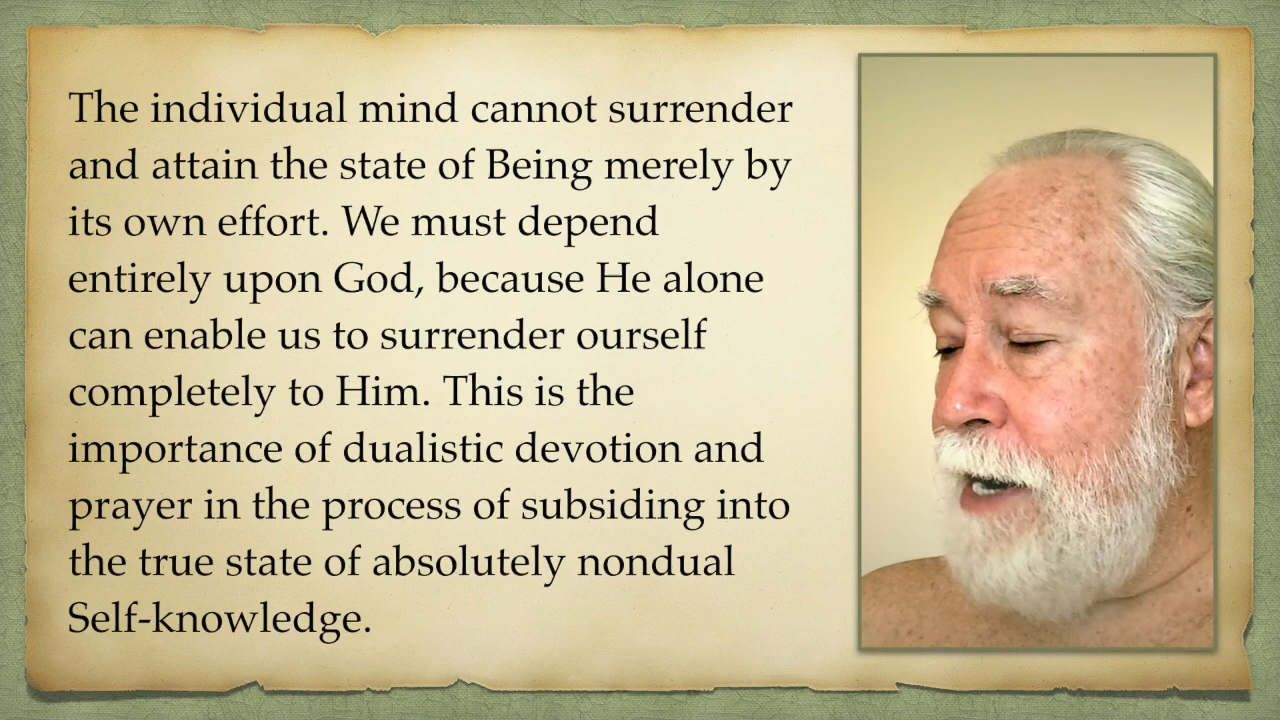 The individual mind cannot surrender
and attain the state of Being merely by
its own effort. We must depend
entirely upon God, because He alone
can enable us to surrender ourself
completely to Him. This is the
importance of dualistic devotion and
prayer in the process of subsiding into
the true state of absolutely nondual
Self-knowledge.